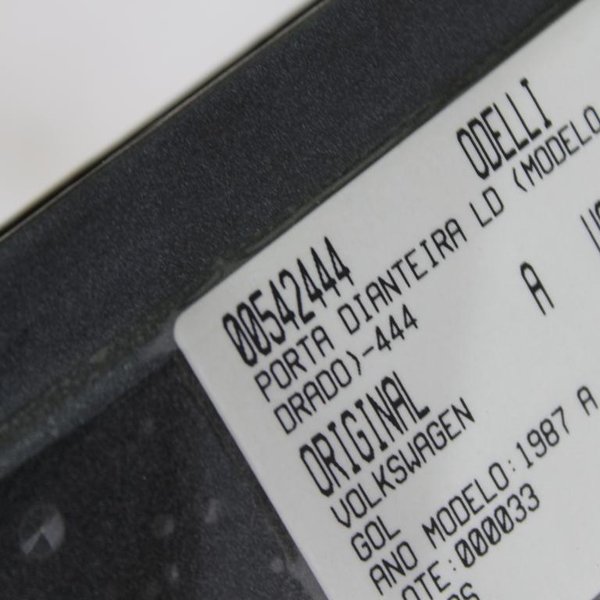 ODELLI
00542444
PORTA DIANTEIRA LD (MODELO
DRADO)-444
A
ORIGINAL
VOLKSWAGEN
GOL
ANO MODELO:1987 A
OTE:000033